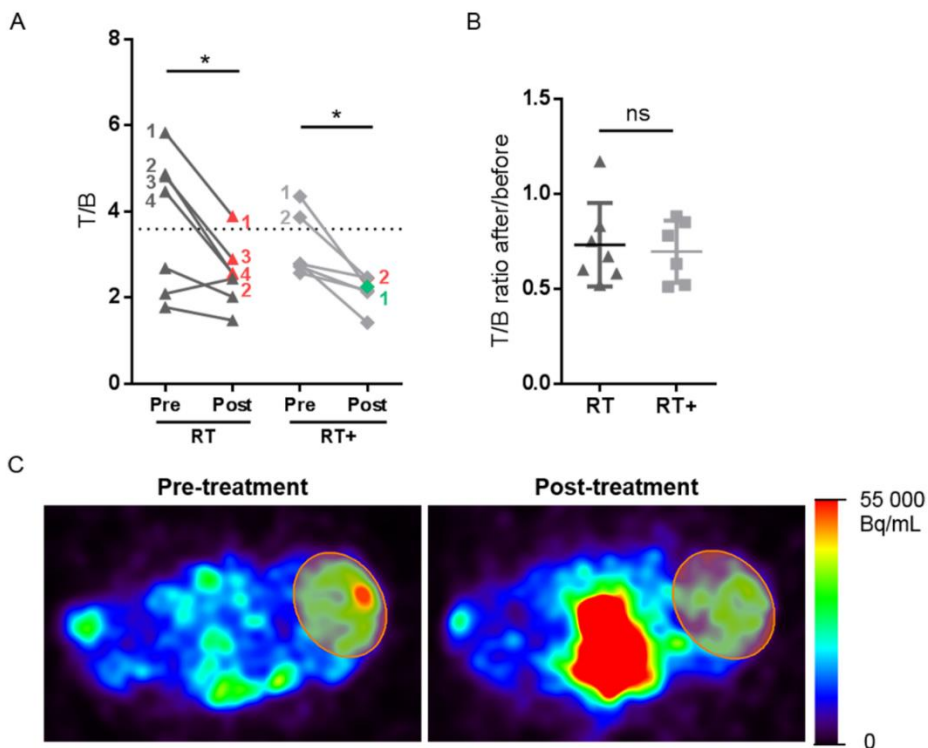 A
T/B
8
6
4
2
0
*
*
1
2
3
4
1
3
4
2
1
2
2
1
Pre Post Pre Post
RT RT+
B
T/B ratio after/before
1.5
1.0
0.5
0.0
ns
RT RT+
C
Pre-treatment Post-treatment
55 000
Bq/mL
0